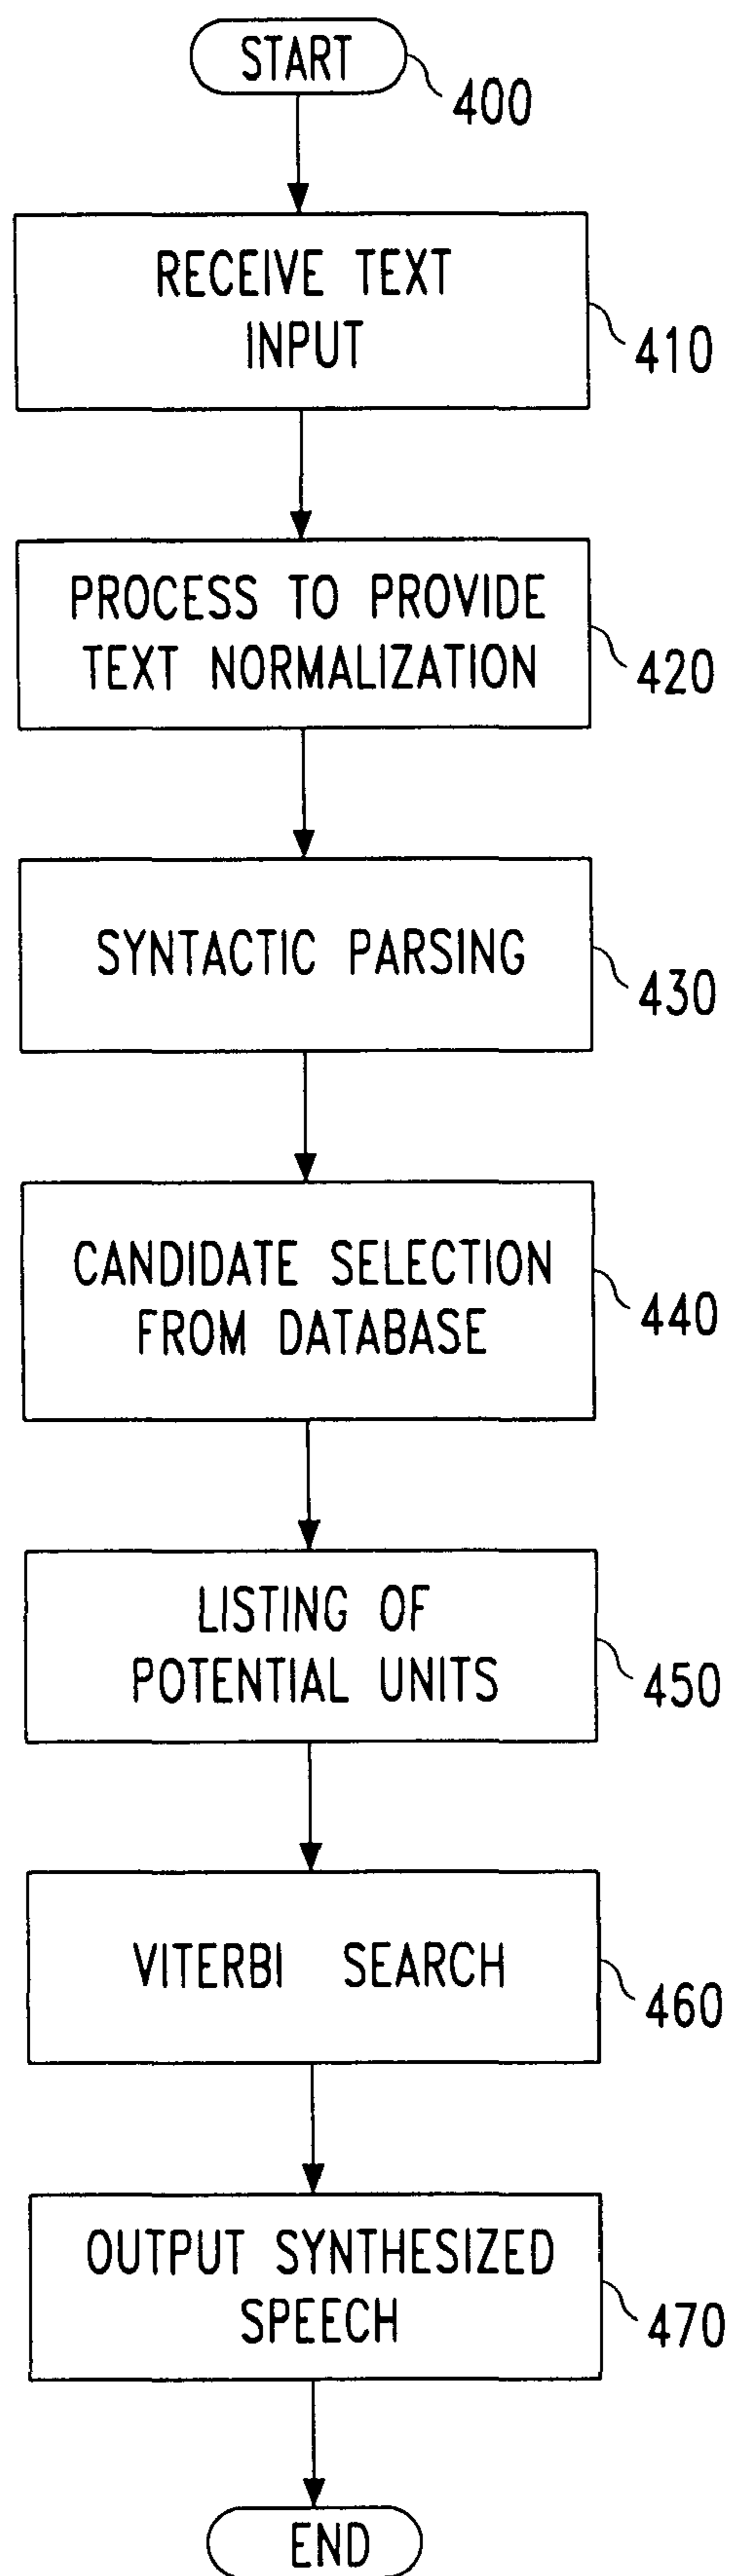 START
400
RECEIVE TEXT
INPUT
410
PROCESS TO PROVIDE
TEXT NORMALIZATION
420
SYNTACTIC PARSING
430
CANDIDATE SELECTION
FROM DATABASE
440
LISTING OF
POTENTIAL UNITS
450
VITERBI SEARCH
460
OUTPUT SYNTHESIZED
SPEECH
470
END